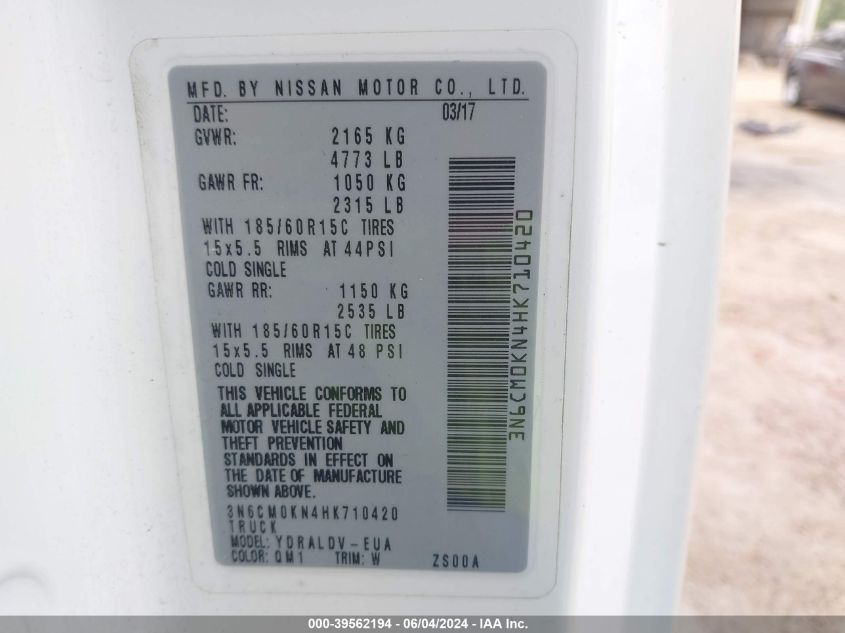 MFD. BY NISSAN MOTOR CO., LTD.
DATE: 03/17
GVWR: 2165 KG
4773 LB
GAWR FR: 1050 KG
2315 LB
WITH 185/60R15C TIRES
15x5.5 RIMS AT 44PSI
COLD SINGLE
GAWR RR: 1150 KG
2535 LB
WITH 185/60R15C TIRES
15x5.5 RIMS AT 48 PSI
COLD SINGLE
THIS VEHICLE CONFORMS TO
ALL APPLICABLE FEDERAL
MOTOR VEHICLE SAFETY AND
THEFT PREVENTION
STANDARDS IN EFFECT ON
THE DATE OF MANUFACTURE
SHOWN ABOVE.
3N6CM0KN4HK710420
TRUCK
MODEL: YDRALDV-EUA
COLOR: QM1 TRIM: W ZS00A
3N6CM0KN4HK710420
000-39562194 - 06/04/2024 - IAA Inc.